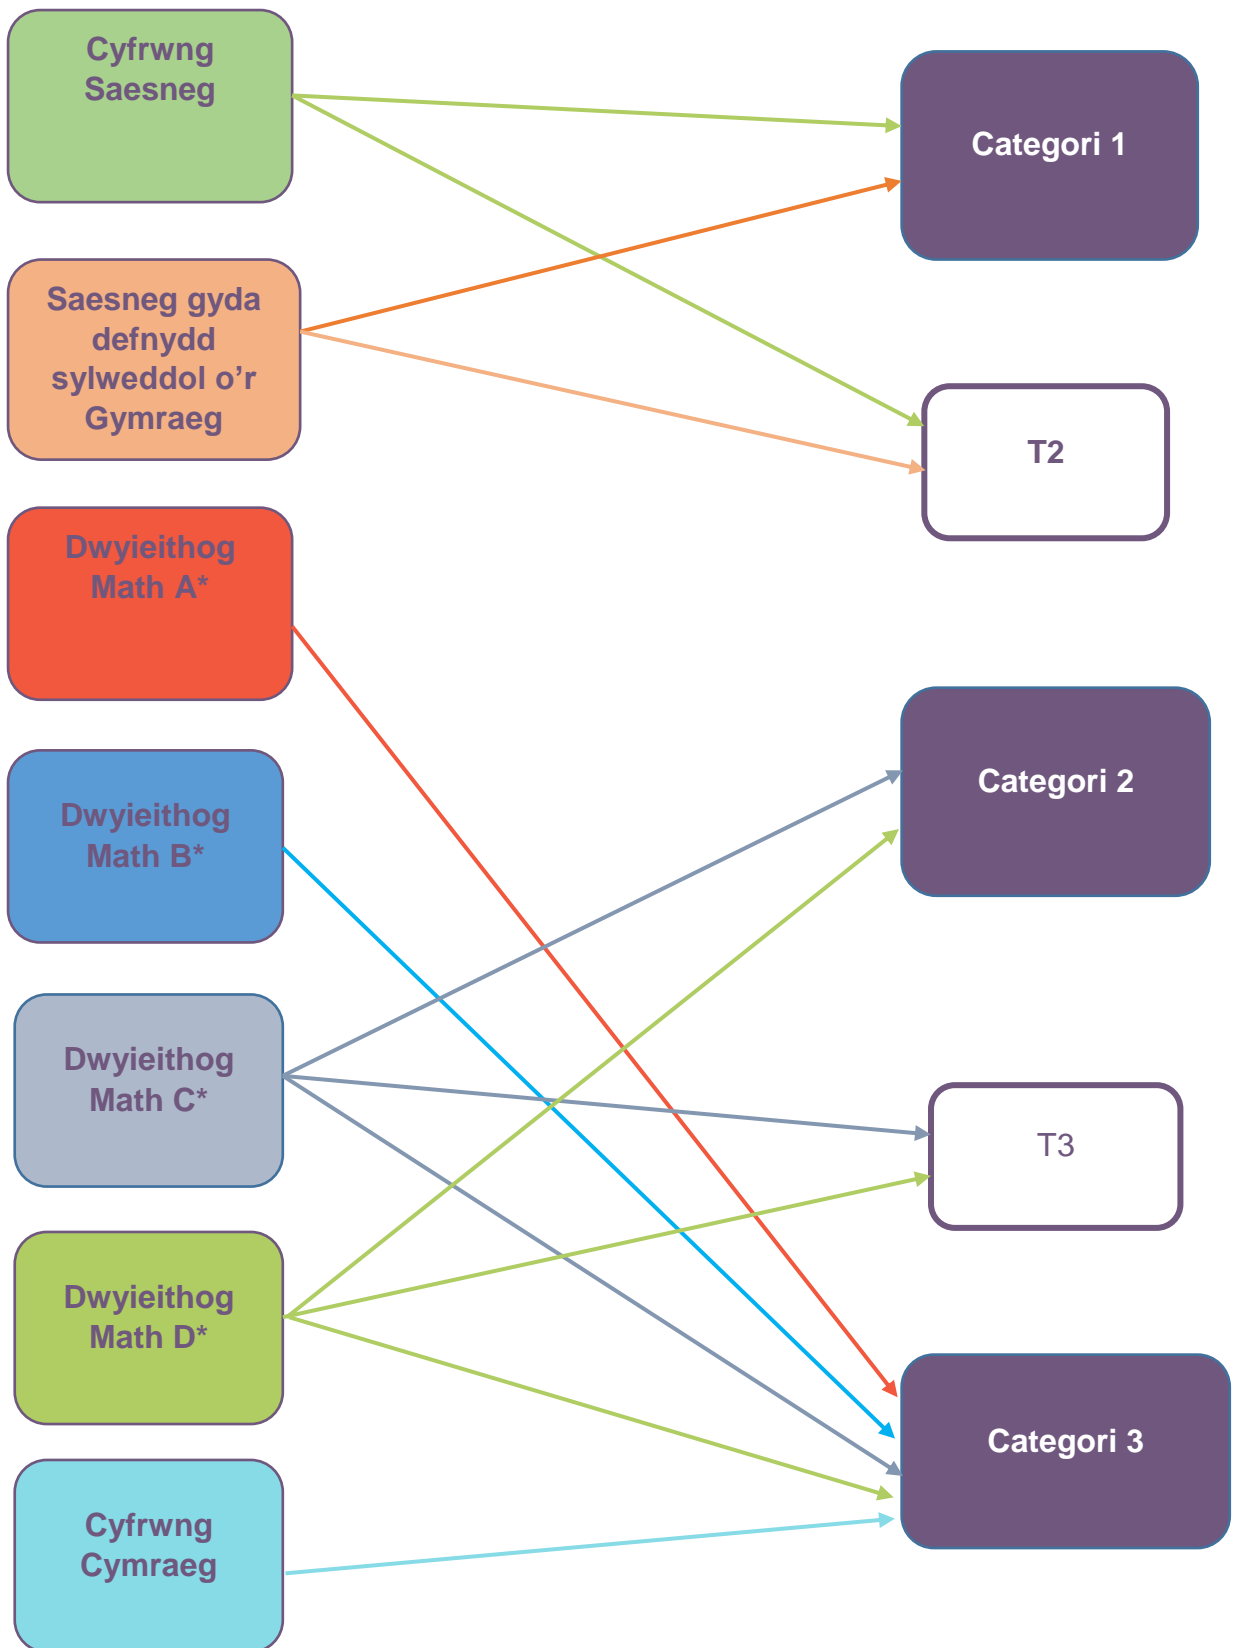 Cyfrwng
Saesneg
Categori 1
Saesneg gyda
defnydd
sylweddol o’r
Gymraeg
T2
Dwyieithog
Math A*
Dwyieithog
Math B*
Categori 2
Dwyieithog
Math C*
T3
Dwyieithog
Math D*
Categori 3
Cyfrwng
Cymraeg